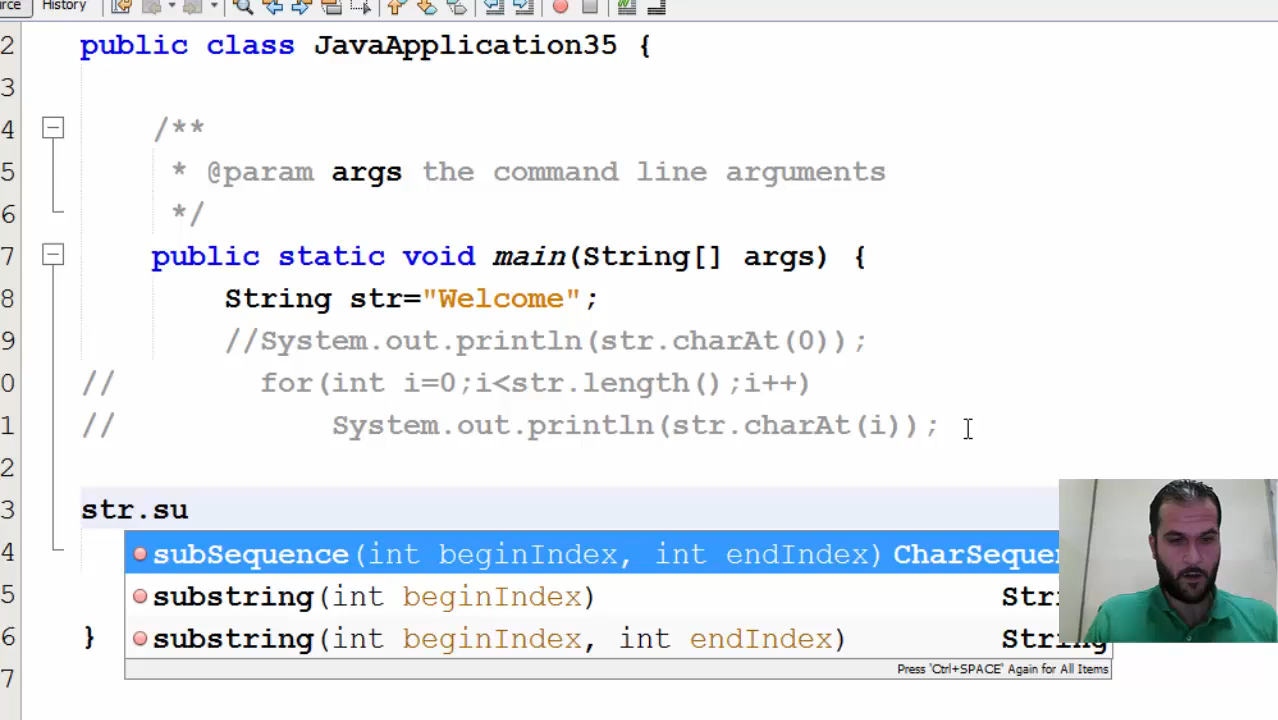 History
2 public class JavaApplication35 {
3
4 /**
5 * @param args the command line arguments
6 */
7 public static void main(String[] args) {
8 String str="Welcome";
9 //System.out.println(str.charAt(0));
0 // for(int i=0;i<str.length();i++)
1 // System.out.println(str.charAt(i));
2
3 str.su
4 subSequence(int beginIndex, int endIndex) CharSequen
5 substring(int beginIndex) Stri
6 } substring(int beginIndex, int endIndex) String
Press 'Ctrl+SPACE' Again for All Items
7